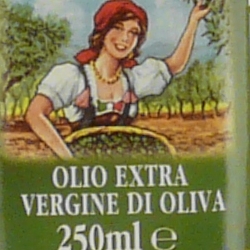 OLIO EXTRA
VERGINE DI OLIVA
250ml ℮